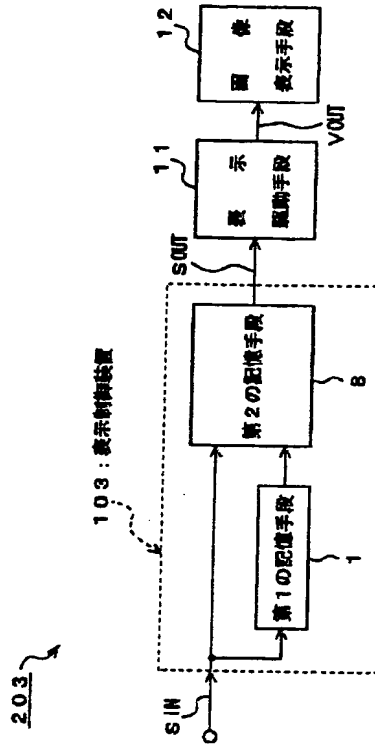 203
103：表示制御装置
SIN
第1の記憶手段
1
第2の記憶手段
8
SOUT
11
表示
駆動手段
VOUT
12
画像
表示手段